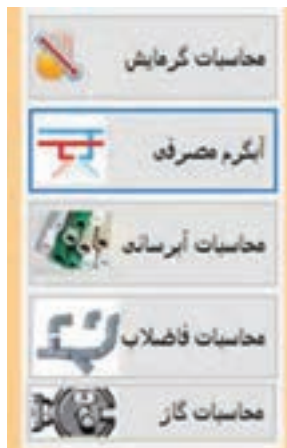 محاسبات گرمایش
آبگرم مصرفی
محاسبات آبرسانی
محاسبات فاضلاب
محاسبات گاز